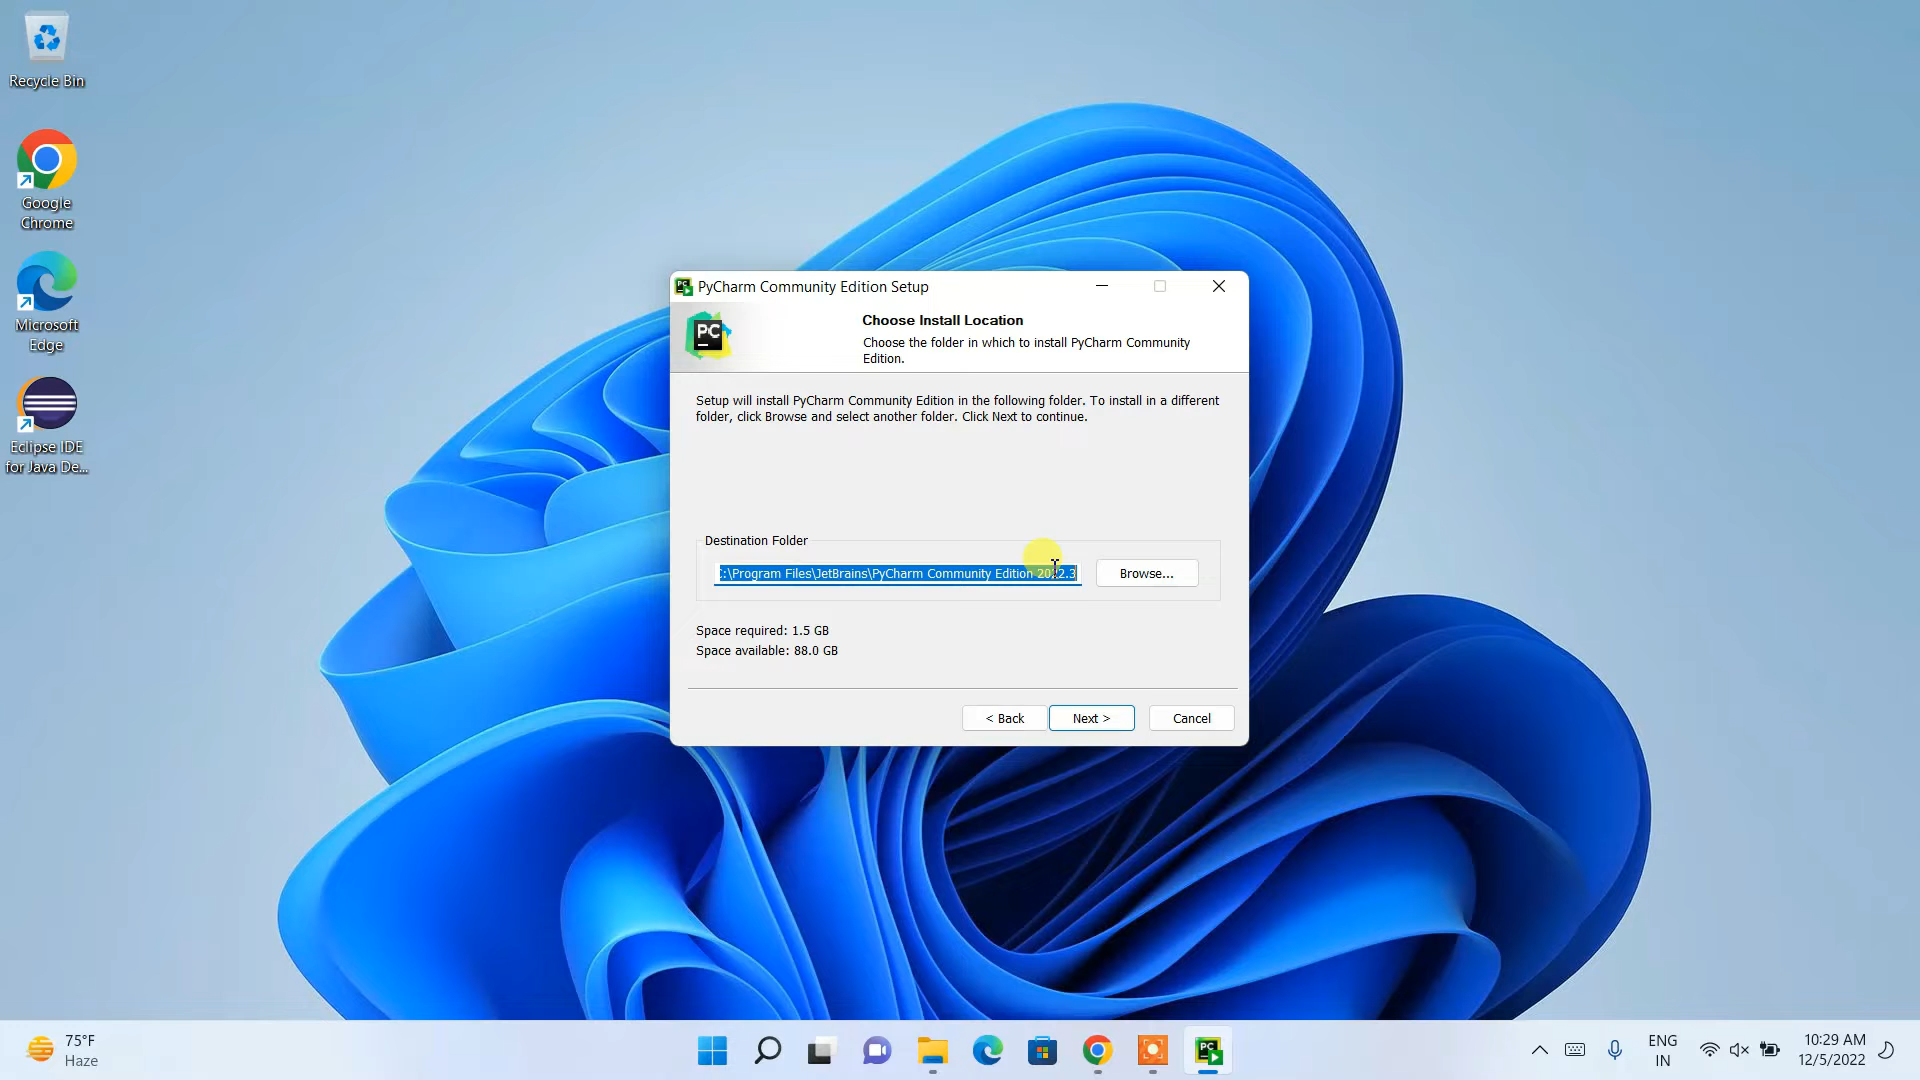 Recycle Bin
Google
Chrome
Microsoft
Edge
Eclipse IDE
for Java De...
PyCharm Community Edition Setup
PC
Choose Install Location
Choose the folder in which to install PyCharm Community
Edition.
Setup will install PyCharm Community Edition in the following folder. To install in a different
folder, click Browse and select another folder. Click Next to continue.
Destination Folder
:\Program Files\JetBrains\PyCharm Community Edition 2022.3
Browse...
Space required: 1.5 GB
Space available: 88.0 GB
< Back
Next >
Cancel
75°F
Haze
PC
ENG
IN
10:29 AM
12/5/2022